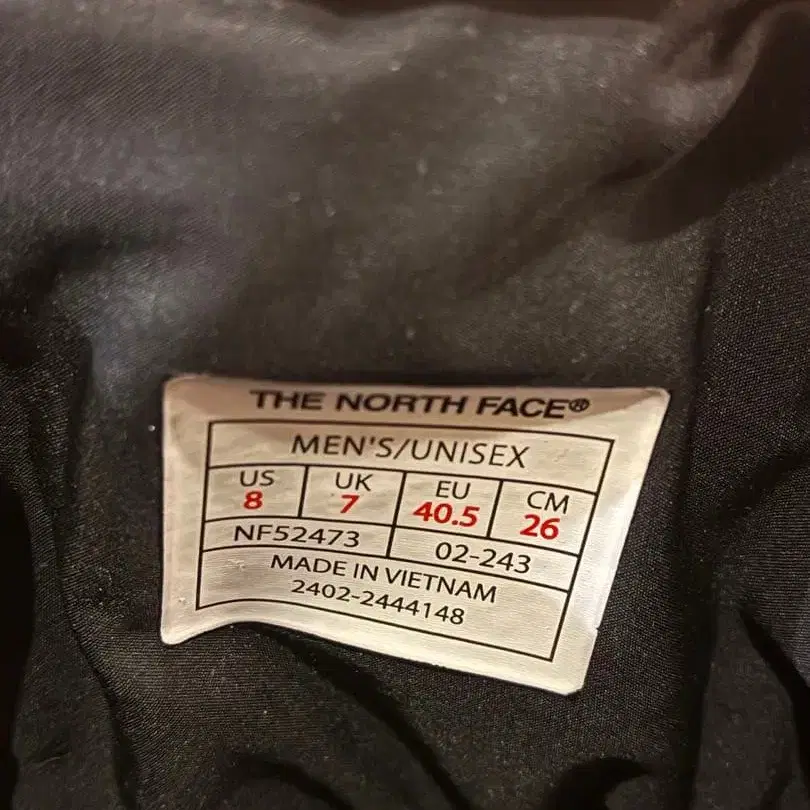 THE NORTH FACE®
MEN'S/UNISEX
US UK EU CM
8 7 40.5 26
NF52473 02-243
MADE IN VIETNAM
2402-2444148